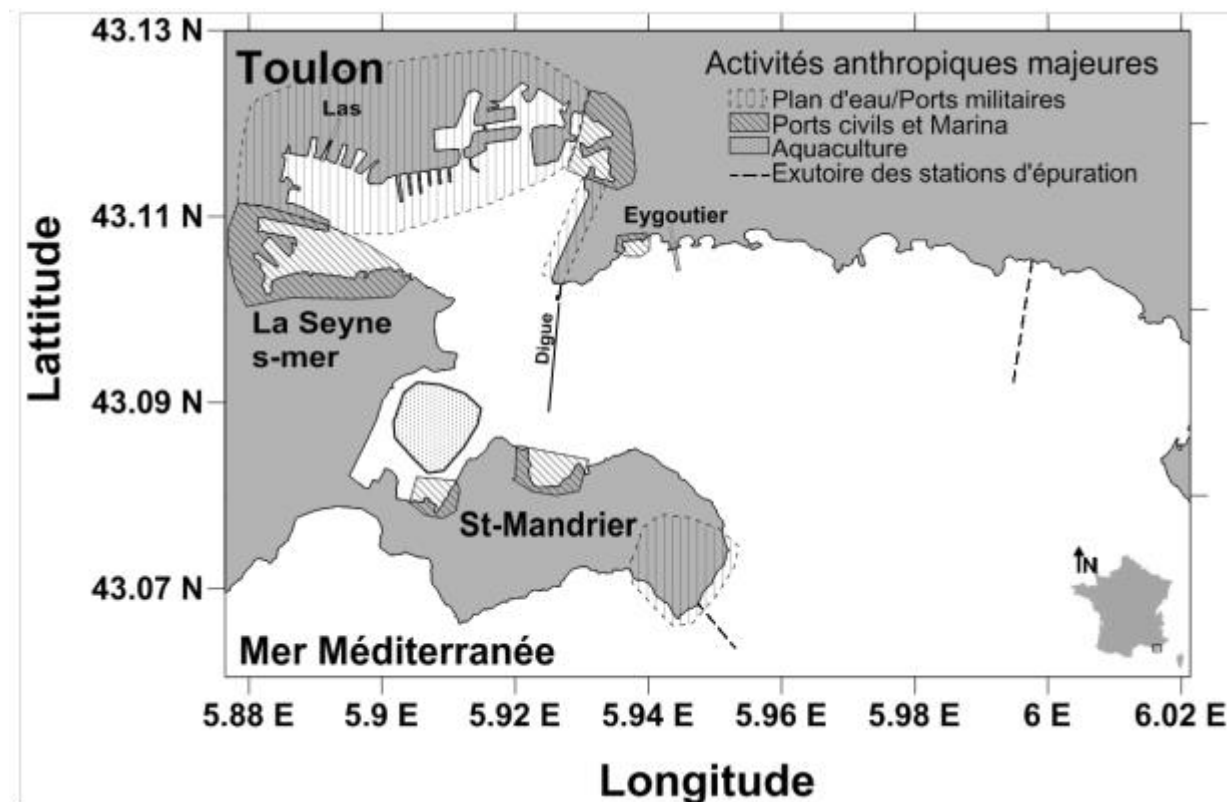 43.13 N
Toulon
Las
Activités anthropiques majeures
Plan d'eau/Ports militaires
Ports civils et Marina
Aquaculture
Exutoire des stations d'épuration
43.11 N
Eygoutier
La Seyne
s-mer
Digue
Lattitude
43.09 N
St-Mandrier
43.07 N
N
Mer Méditerranée
5.88 E
5.9 E
5.92 E
5.94 E
5.96 E
5.98 E
6 E
6.02 E
Longitude